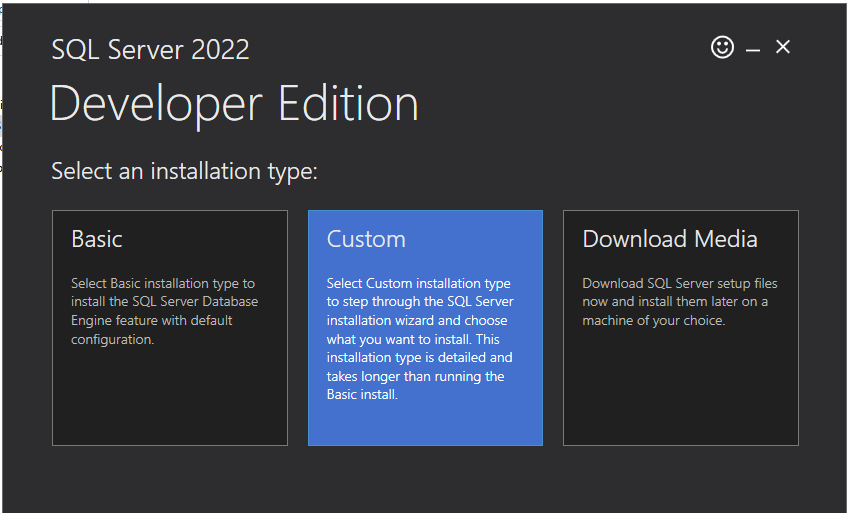 SQL Server 2022
Developer Edition
Select an installation type:
Basic
Select Basic installation type to
install the SQL Server Database
Engine feature with default
configuration.
Custom
Select Custom installation type
to step through the SQL Server
installation wizard and choose
what you want to install. This
installation type is detailed and
takes longer than running the
Basic install.
Download Media
Download SQL Server setup files
now and install them later on a
machine of your choice.